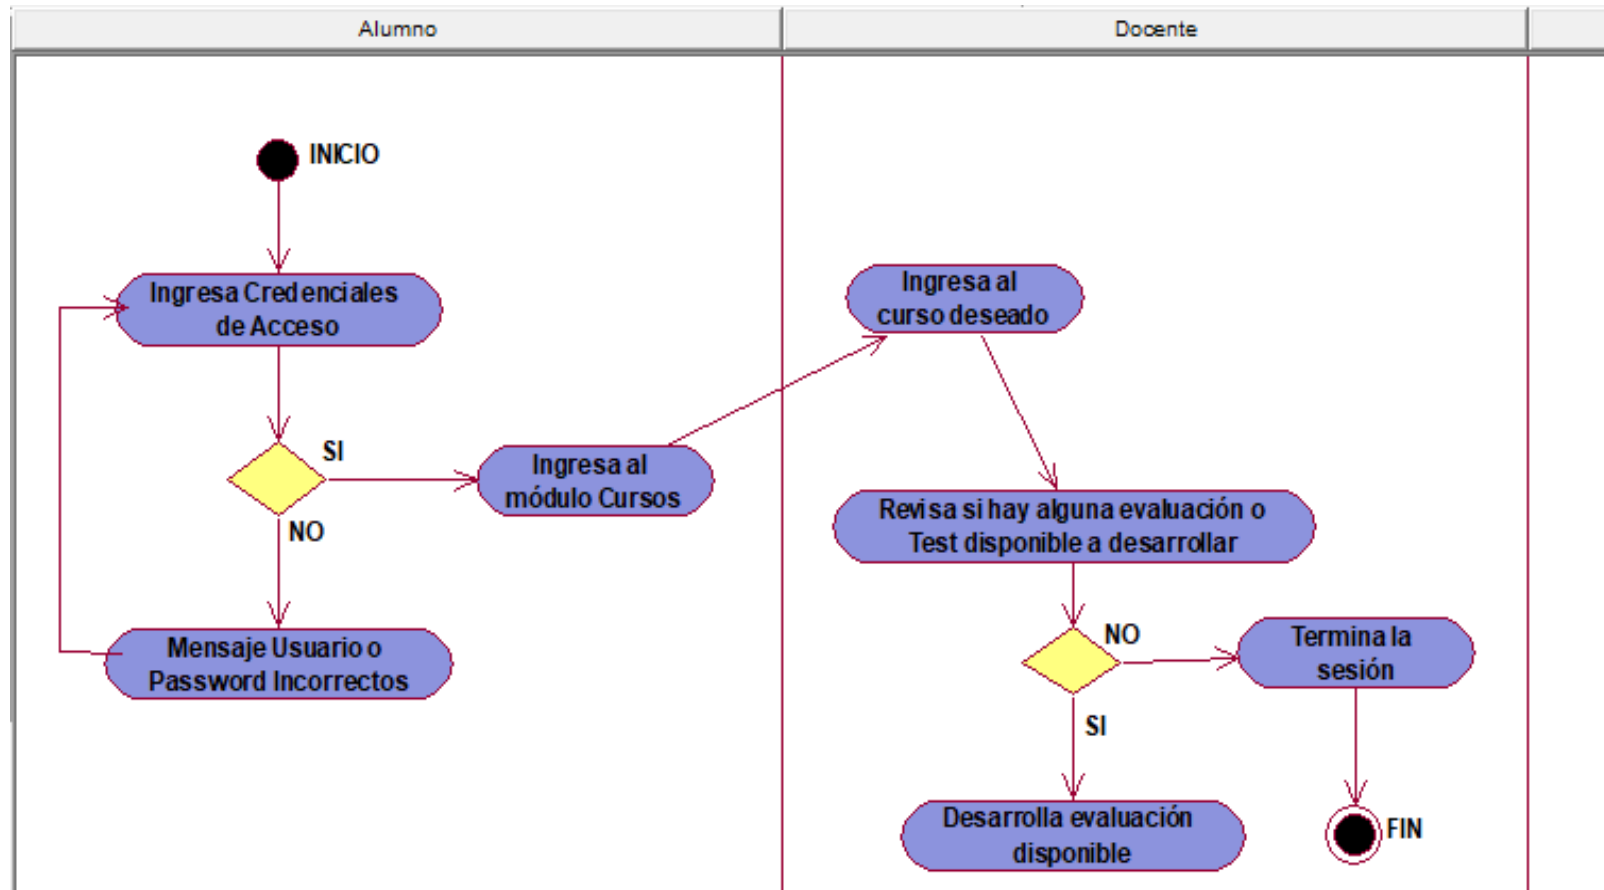 Alumno
Docente
INICIO
Ingresa Credenciales
de Acceso
SI
NO
Ingresa al
módulo Cursos
Mensaje Usuario o
Password Incorrectos
Ingresa al
curso deseado
Revisa si hay alguna evaluación o
Test disponible a desarrollar
NO
SI
Termina la
sesión
Desarrolla evaluación
disponible
FIN